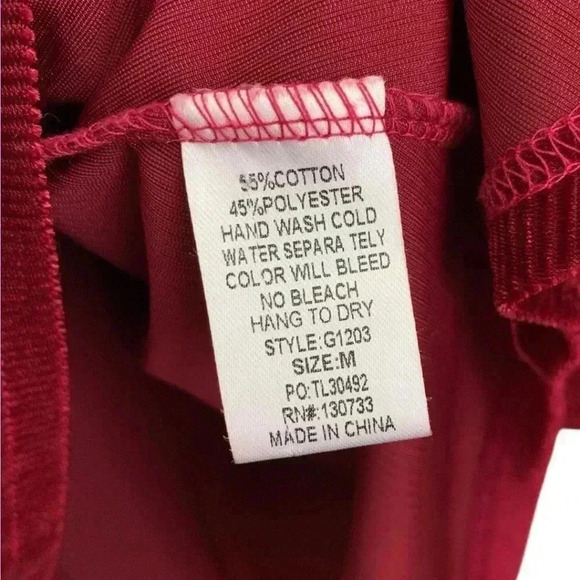 55%COTTON
45%POLYESTER
HAND WASH COLD
WATER SEPARA TELY
COLOR WILL BLEED
NO BLEACH
HANG TO DRY
STYLE:G1203
SIZE:M
PO:TL30492
RN#:130733
MADE IN CHINA